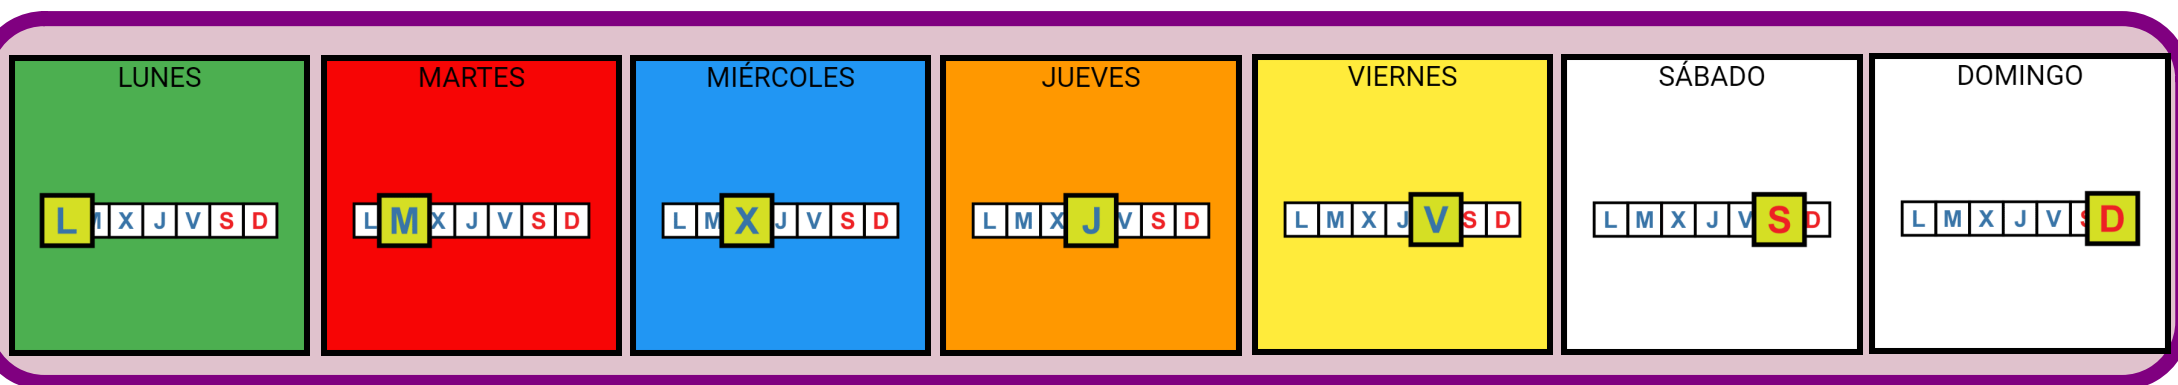 LUNES
L M X J V S D
MARTES
L M X J V S D
MIÉRCOLES
L M X J V S D
JUEVES
L M X J V S D
VIERNES
L M X J V S D
SÁBADO
L M X J V S D
DOMINGO
L M X J V S D